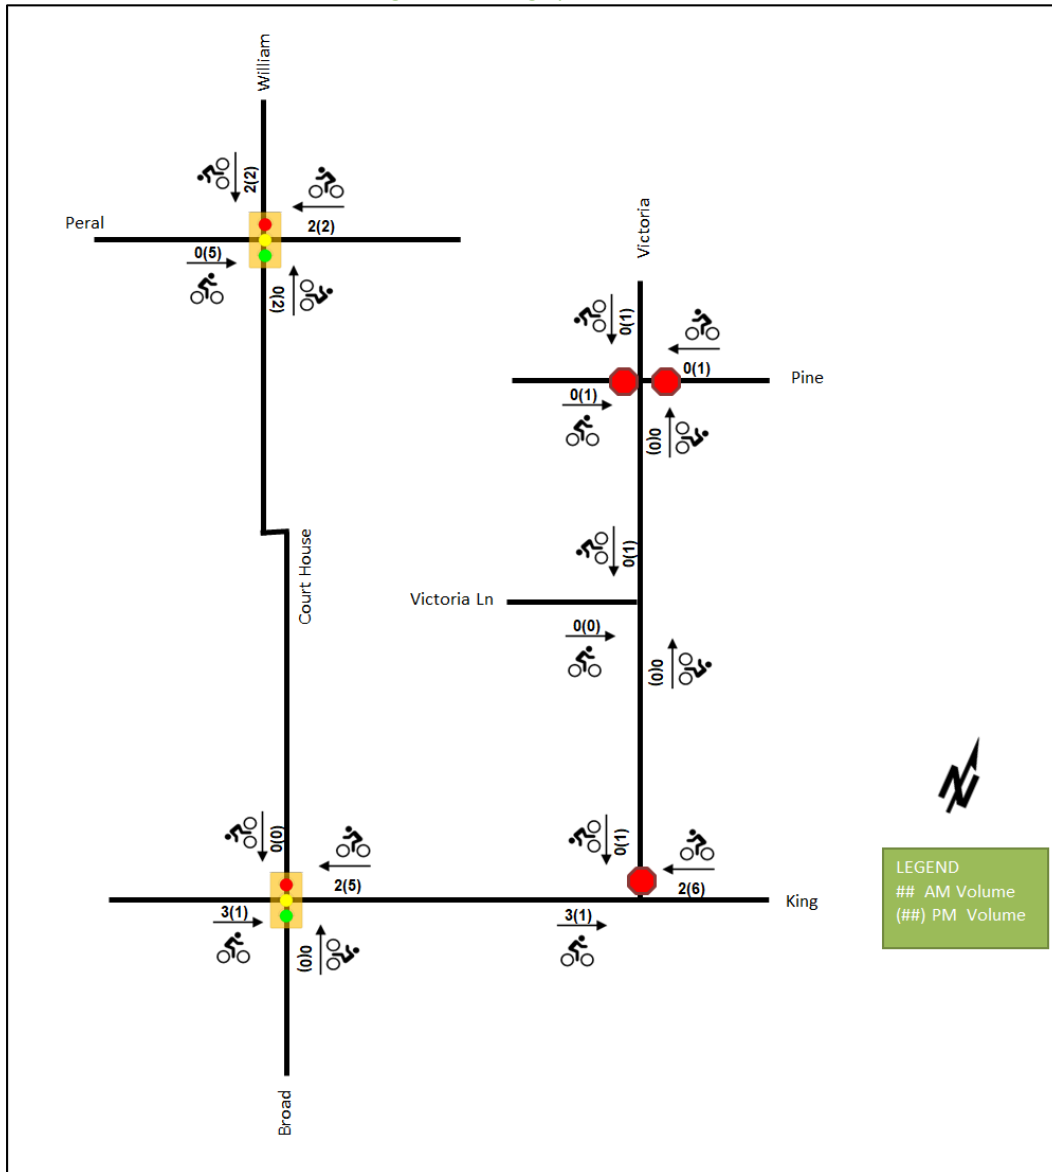 William
2(2)
2(2)
Peral
0(5)
0(2)
Victoria
0(1)
0(1)
Pine
0(1)
0(0)
Court House
0(1)
Victoria Ln
0(0)
0(0)
0(0)
2(5)
0(1)
2(6)
King
3(1)
0(0)
3(1)
Broad
N
LEGEND
## AM Volume
(##) PM Volume